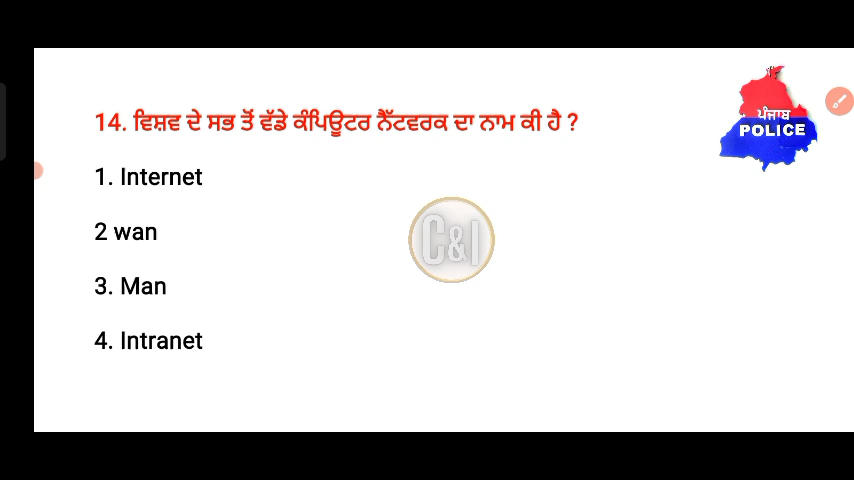 14. ਵਿਸ਼ਵ ਦੇ ਸਭ ਤੋਂ ਵੱਡੇ ਕੰਪਿਊਟਰ ਨੈੱਟਵਰਕ ਦਾ ਨਾਮ ਕੀ ਹੈ ?
ਪੰਜਾਬ
POLICE
1. Internet
2 wan
C&I
3. Man
4. Intranet